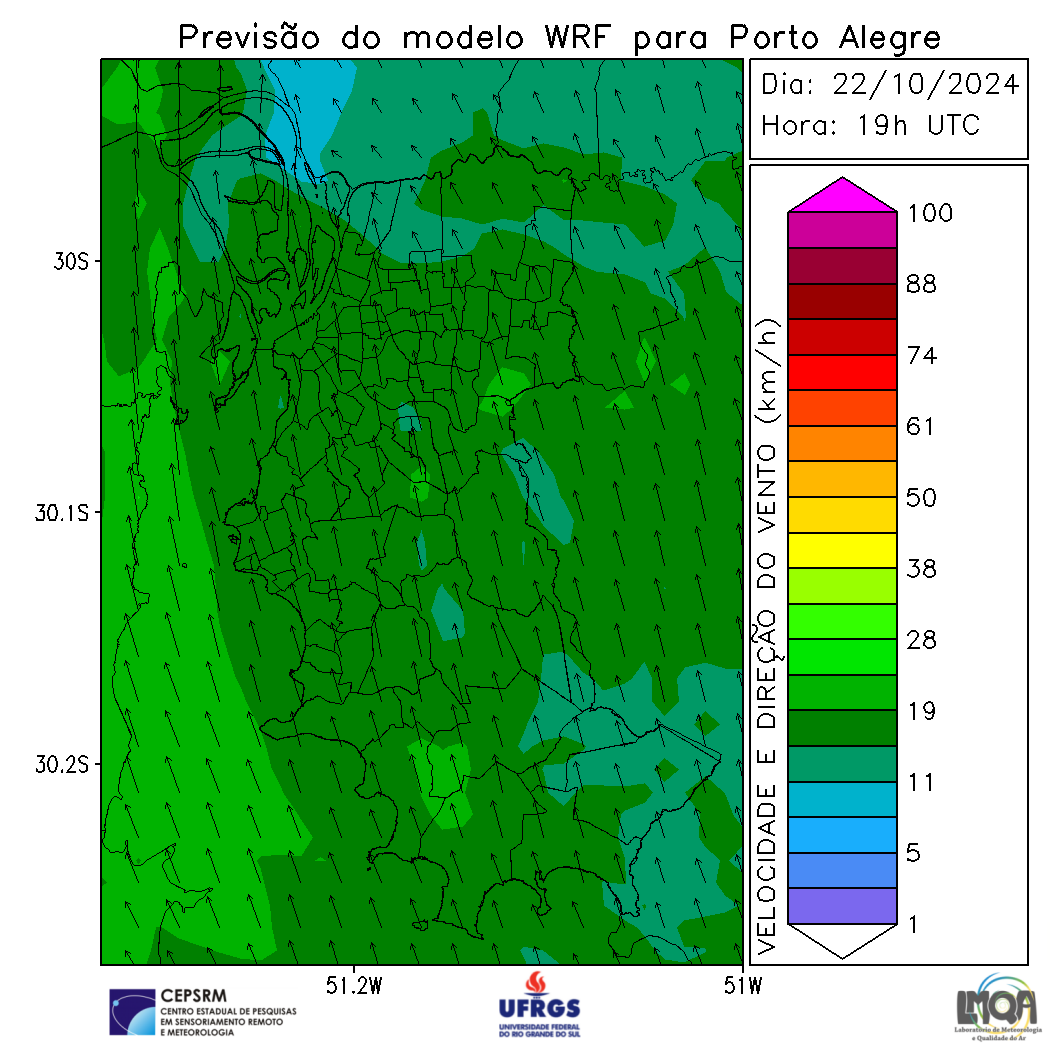 Previsão do modelo WRF para Porto Alegre
Dia: 22/10/2024
Hora: 19h UTC
30S
30.1S
30.2S
51.2W
51W
VELOCIDADE E DIREÇÃO DO VENTO (km/h)
100
88
74
61
50
38
28
19
11
5
1
CEPSRM
CENTRO ESTADUAL DE PESQUISAS
EM SENSORIAMENTO REMOTO
E METEOROLOGIA
UFRGS
UNIVERSIDADE FEDERAL
DO RIO GRANDE DO SUL
LMQA
Laboratório de Meteorologia
e Qualidade do Ar